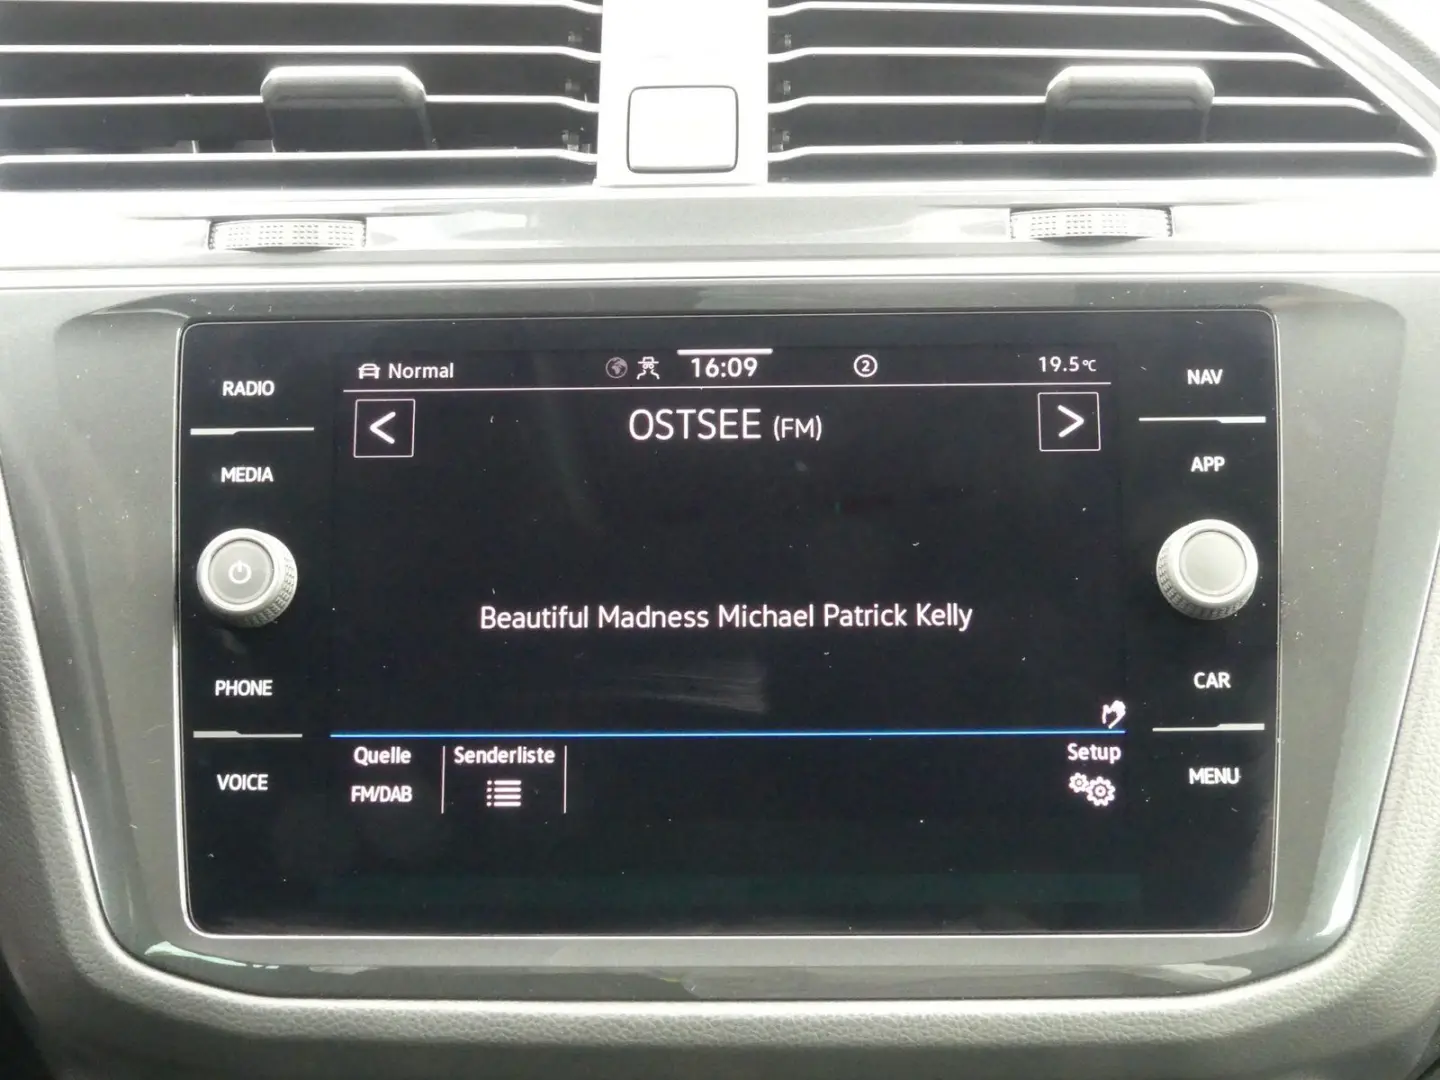 Normal 16:09 2 19.5°C
RADIO
MEDIA
PHONE
VOICE
OSTSEE (FM)
Beautiful Madness Michael Patrick Kelly
Quelle Senderliste Setup
FM/DAB
NAV
APP
CAR
MENU